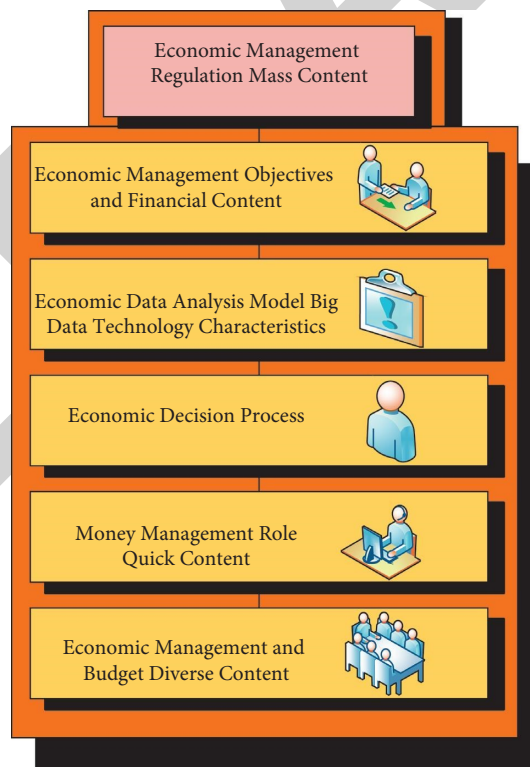 Economic Management
Regulation Mass Content
Economic Management Objectives
and Financial Content
Economic Data Analysis Model Big
Data Technology Characteristics
Economic Decision Process
Money Management Role
Quick Content
Economic Management and
Budget Diverse Content